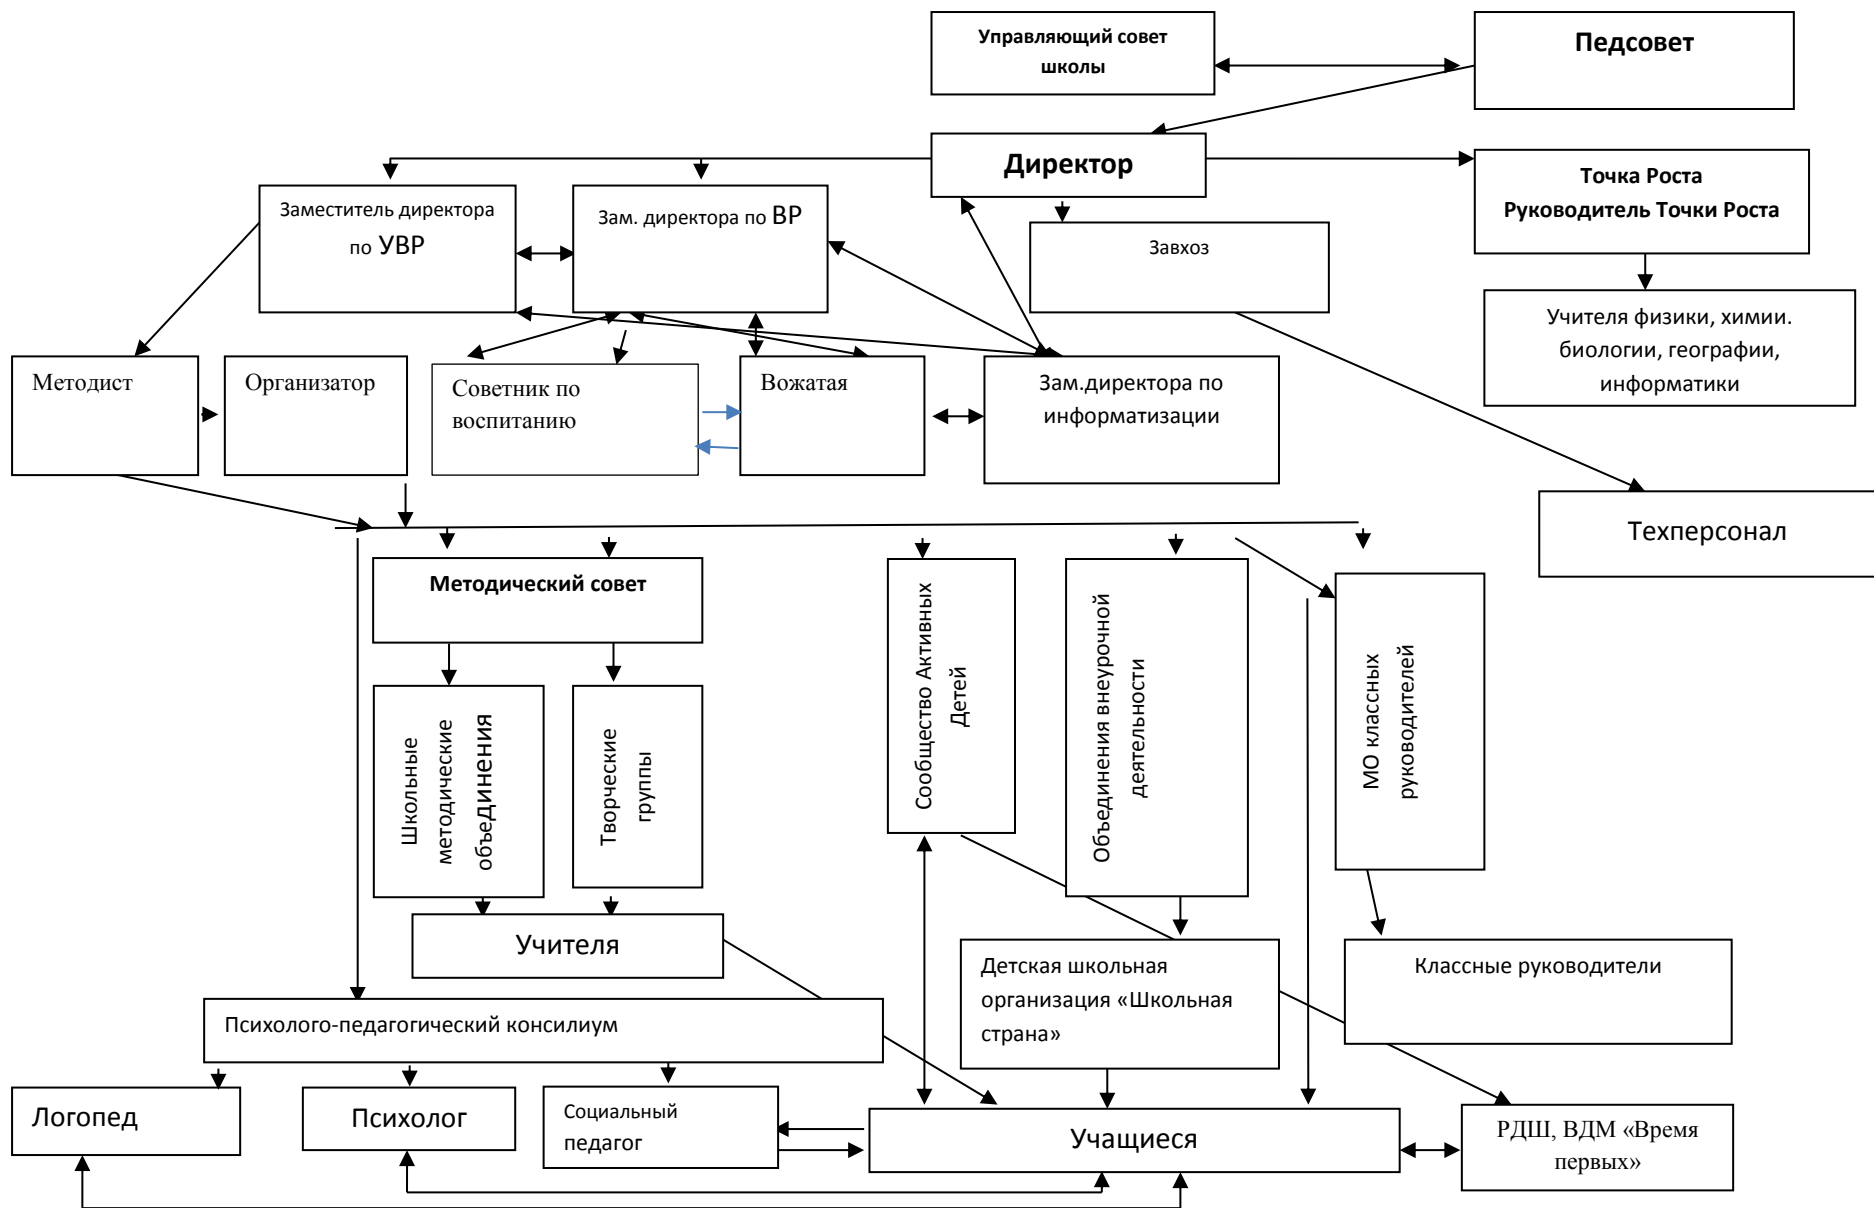 Управляющий совет
школы
Педсовет
Директор
Точка Роста
Руководитель Точки Роста
Заместитель директора
по УВР
Зам. директора по ВР
Завхоз
Учителя физики, химии.
биологии, географии,
информатики
Методист
Организатор
Советник по
воспитанию
Вожатая
Зам.директора по
информатизации
Техперсонал
Методический совет
Школьные
методические
объединения
Творческие
группы
Сообщество Активных
Детей
Объединения внеурочной
деятельности
МО классных
руководителей
Учителя
Детская школьная
организация «Школьная
страна»
Классные руководители
Психолого-педагогический консилиум
Логопед
Психолог
Социальный
педагог
Учащиеся
РДШ, ВДМ «Время
первых»